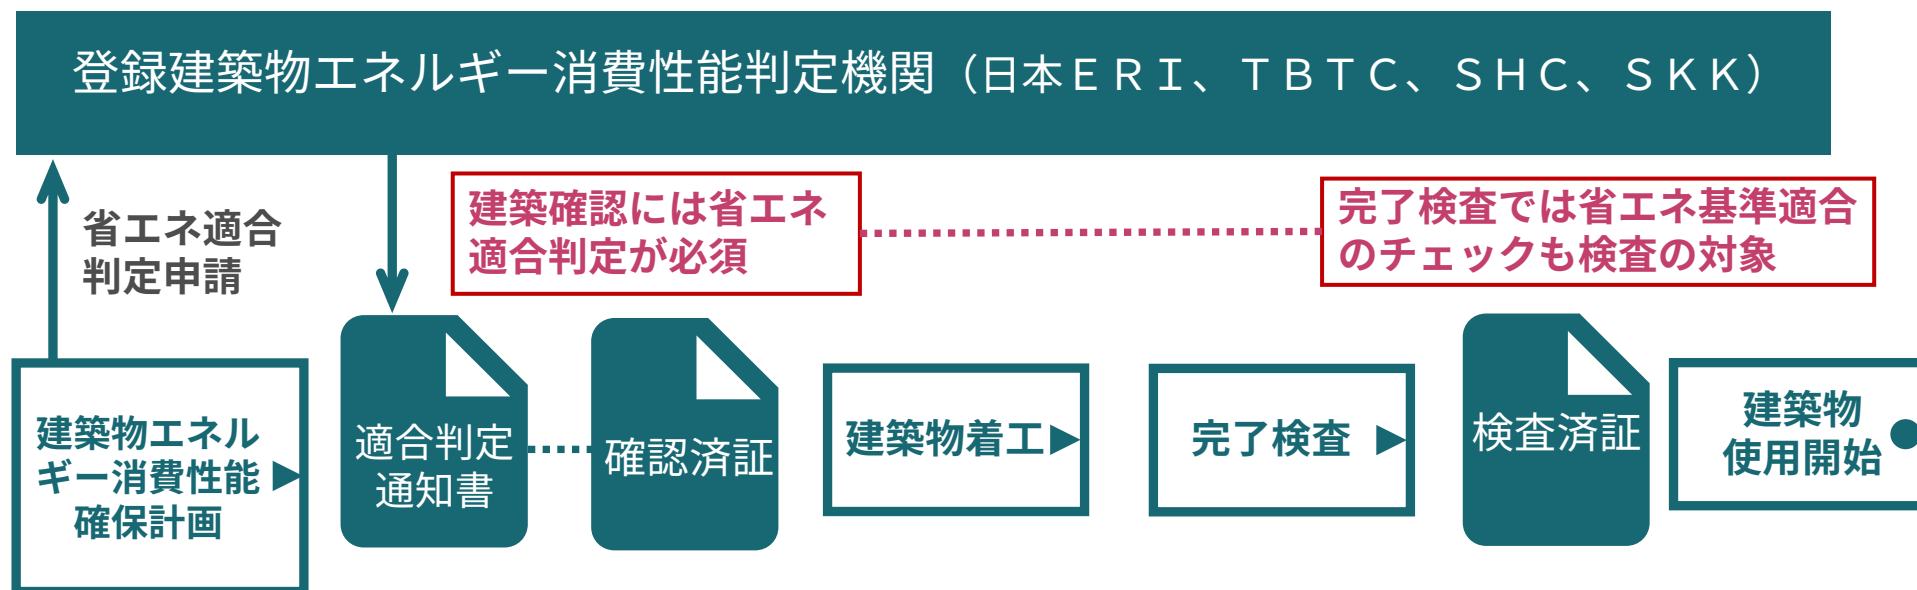 登録建築物エネルギー消費性能判定機関（日本ＥＲＩ、ＴＢＴＣ、ＳＨＣ、ＳＫＫ）
省エネ適合
判定申請
建築確認には省エネ
適合判定が必須
完了検査では省エネ基準適合
のチェックも検査の対象
建築物エネル
ギー消費性能
確保計画
適合判定
通知書
確認済証
建築物着工
完了検査
検査済証
建築物
使用開始